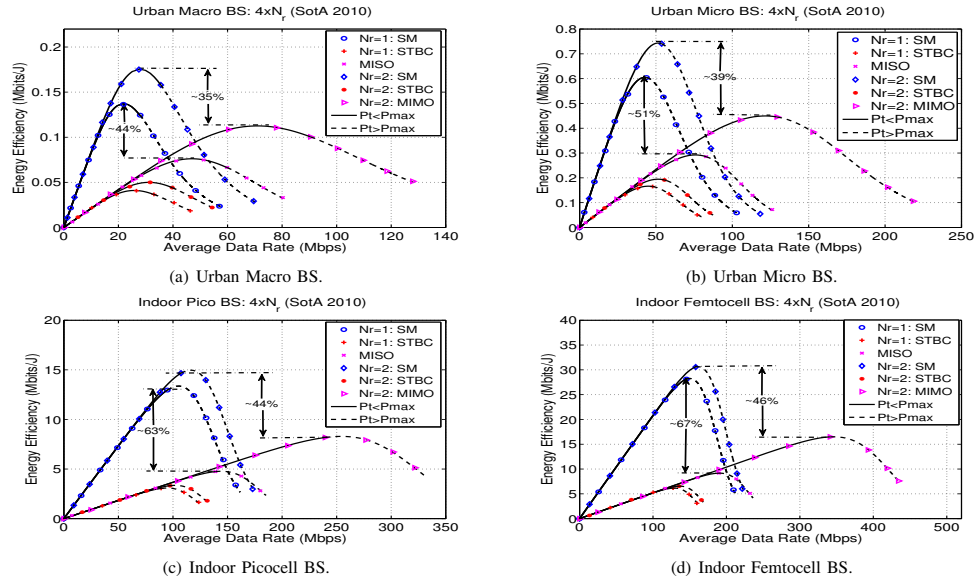 Urban Macro BS: 4xNr (SotA 2010)
Energy Efficiency (Mbits/J)
0.2
0.15
0.1
0.05
0
0 20 40 60 80 100 120 140
Average Data Rate (Mbps)
~44%
~35%
Nr=1: SM
Nr=1: STBC
MISO
Nr=2: SM
Nr=2: STBC
Nr=2: MIMO
Pt<Pmax
Pt>Pmax
(a) Urban Macro BS.
Urban Micro BS: 4xNr (SotA 2010)
Energy Efficiency (Mbits/J)
0.8
0.7
0.6
0.5
0.4
0.3
0.2
0.1
0
0 50 100 150 200 250
Average Data Rate (Mbps)
~51%
~39%
Nr=1: SM
Nr=1: STBC
MISO
Nr=2: SM
Nr=2: STBC
Nr=2: MIMO
Pt<Pmax
Pt>Pmax
(b) Urban Micro BS.
Indoor Pico BS: 4xNr (SotA 2010)
Energy Efficiency (Mbits/J)
25
20
15
10
5
0
0 50 100 150 200 250 300 350
Average Data Rate (Mbps)
~63%
~44%
Nr=1: SM
Nr=1: STBC
MISO
Nr=2: SM
Nr=2: STBC
Nr=2: MIMO
Pt<Pmax
Pt>Pmax
(c) Indoor Picocell BS.
Indoor Femtocell BS: 4xNr (SotA 2010)
Energy Efficiency (Mbits/J)
40
35
30
25
20
15
10
5
0
0 100 200 300 400 500
Average Data Rate (Mbps)
~67%
~46%
Nr=1: SM
Nr=1: STBC
MISO
Nr=2: SM
Nr=2: STBC
Nr=2: MIMO
Pt<Pmax
Pt>Pmax
(d) Indoor Femtocell BS.